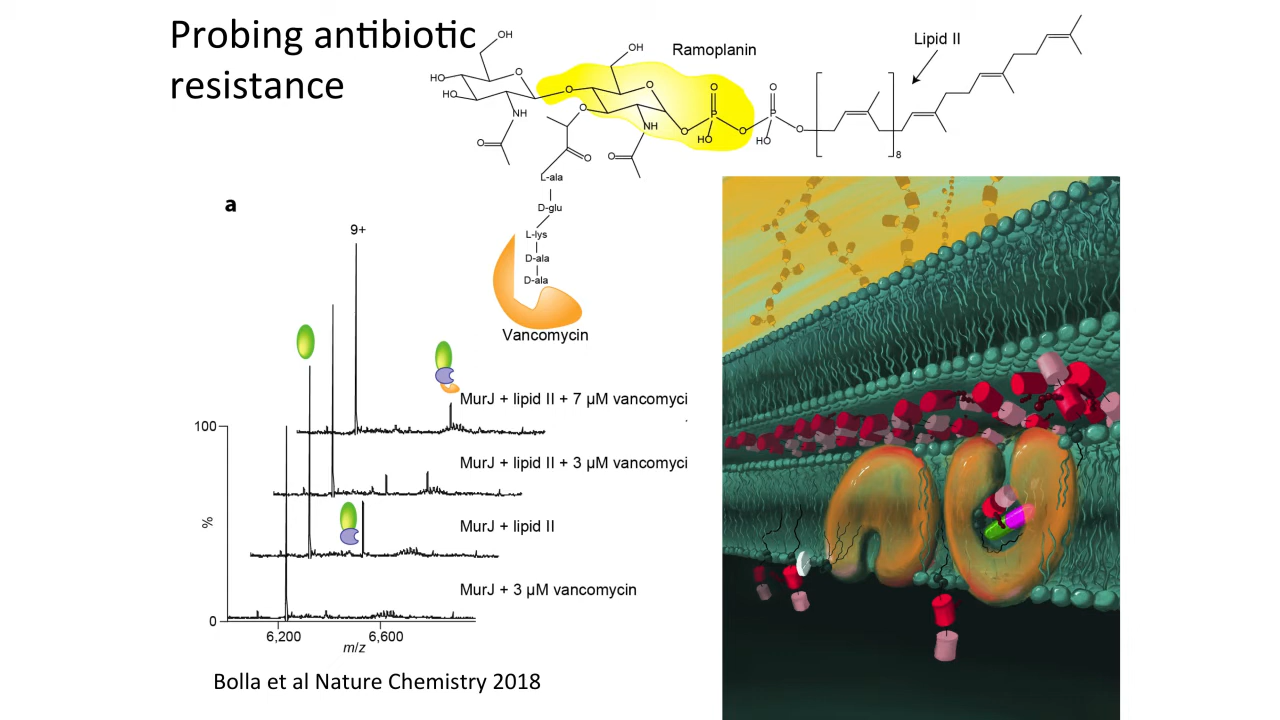 Probing antibiotic
resistance
Ramoplanin
Lipid II
OH
OH
HO
O
O
O
HO
O
O
O
P
P
NH
NH
O
O
O
HO
HO
O
O
O
O
8
L-ala
D-glu
L-lys
D-ala
D-ala
Vancomycin
a
9+
MurJ + lipid II + 7 µM vancomyci
MurJ + lipid II + 3 µM vancomyci
MurJ + lipid II
MurJ + 3 µM vancomycin
100
%
0
6,200
6,600
m/z
Bolla et al Nature Chemistry 2018